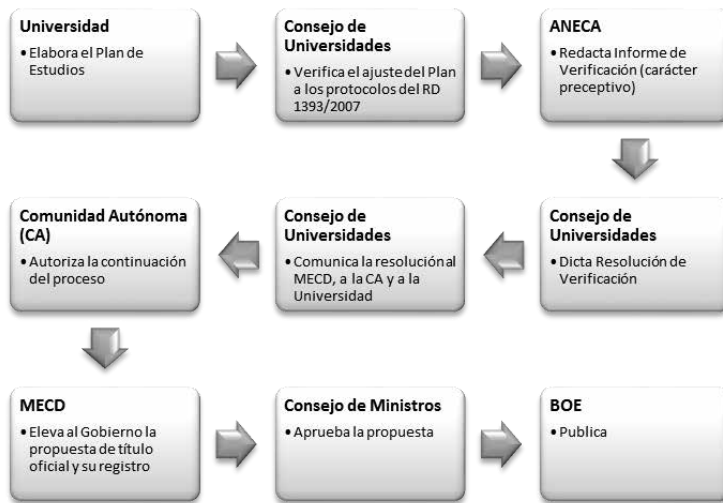 Universidad
• Elabora el Plan de
Estudios
Consejo de
Universidades
• Verifica el ajuste del Plan
a los protocolos del RD
1393/2007
ANECA
• Redacta Informe de
Verificación (carácter
preceptivo)
Consejo de
Universidades
• Dicta Resolución de
Verificación
Consejo de
Universidades
• Comunica la resolución al
MECD, a la CA y a la
Universidad
Comunidad Autónoma
(CA)
• Autoriza la continuación
del proceso
MECD
• Eleva al Gobierno la
propuesta de título
oficial y su registro
Consejo de Ministros
• Aprueba la propuesta
BOE
• Publica